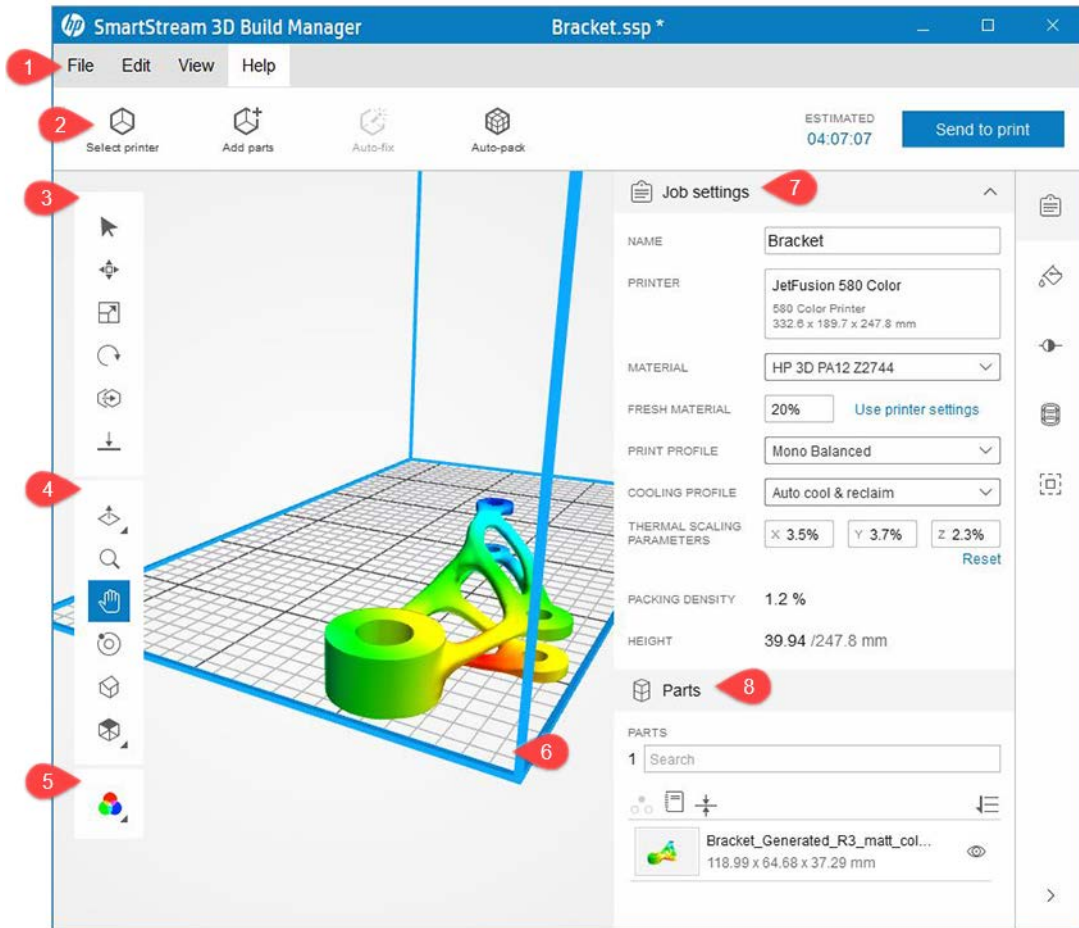 hp SmartStream 3D Build Manager
Bracket.ssp *
1
File Edit View Help
2
Select printer Add parts Auto-fix Auto-pack
ESTIMATED
04:07:07
Send to print
3
4
5
6
Job settings 7
NAME Bracket
PRINTER JetFusion 580 Color
580 Color Printer
332.6 x 189.7 x 247.8 mm
MATERIAL HP 3D PA12 Z2744
FRESH MATERIAL 20% Use printer settings
PRINT PROFILE Mono Balanced
COOLING PROFILE Auto cool & reclaim
THERMAL SCALING
PARAMETERS X 3.5% Y 3.7% Z 2.3%
Reset
PACKING DENSITY 1.2 %
HEIGHT 39.94 /247.8 mm
Parts 8
PARTS
1 Search
Bracket_Generated_R3_matt_col...
118.99 x 64.68 x 37.29 mm